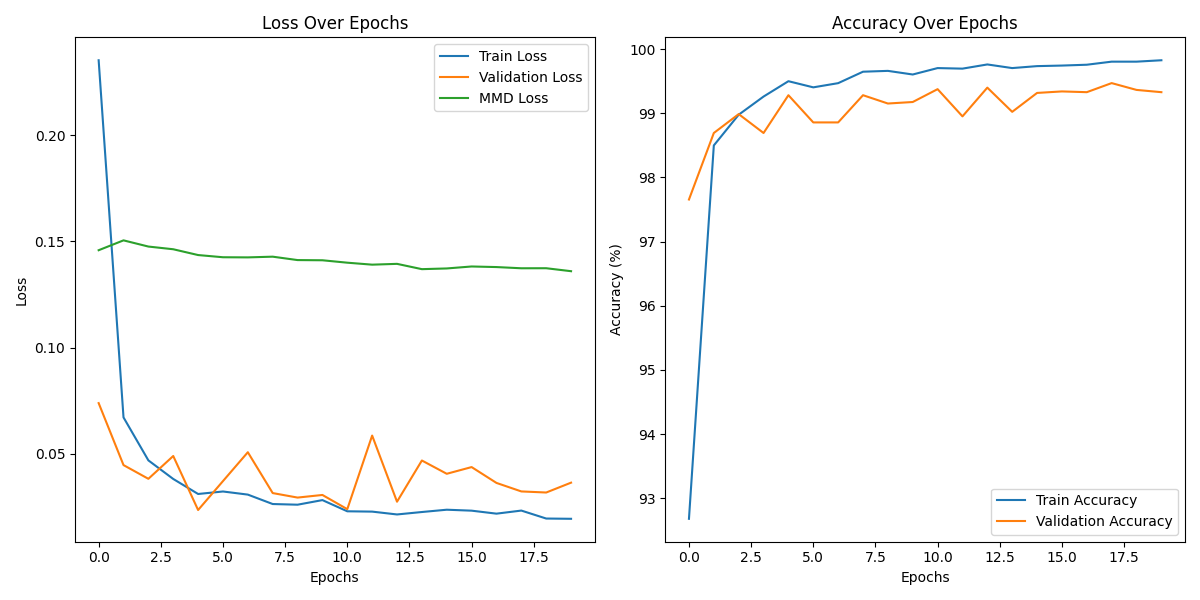 Loss Over Epochs
Train Loss
Validation Loss
MMD Loss
0.20
0.15
0.10
0.05
Loss
0.0 2.5 5.0 7.5 10.0 12.5 15.0 17.5
Epochs
Accuracy Over Epochs
100
99
98
97
96
95
94
93
Accuracy (%)
Train Accuracy
Validation Accuracy
0.0 2.5 5.0 7.5 10.0 12.5 15.0 17.5
Epochs